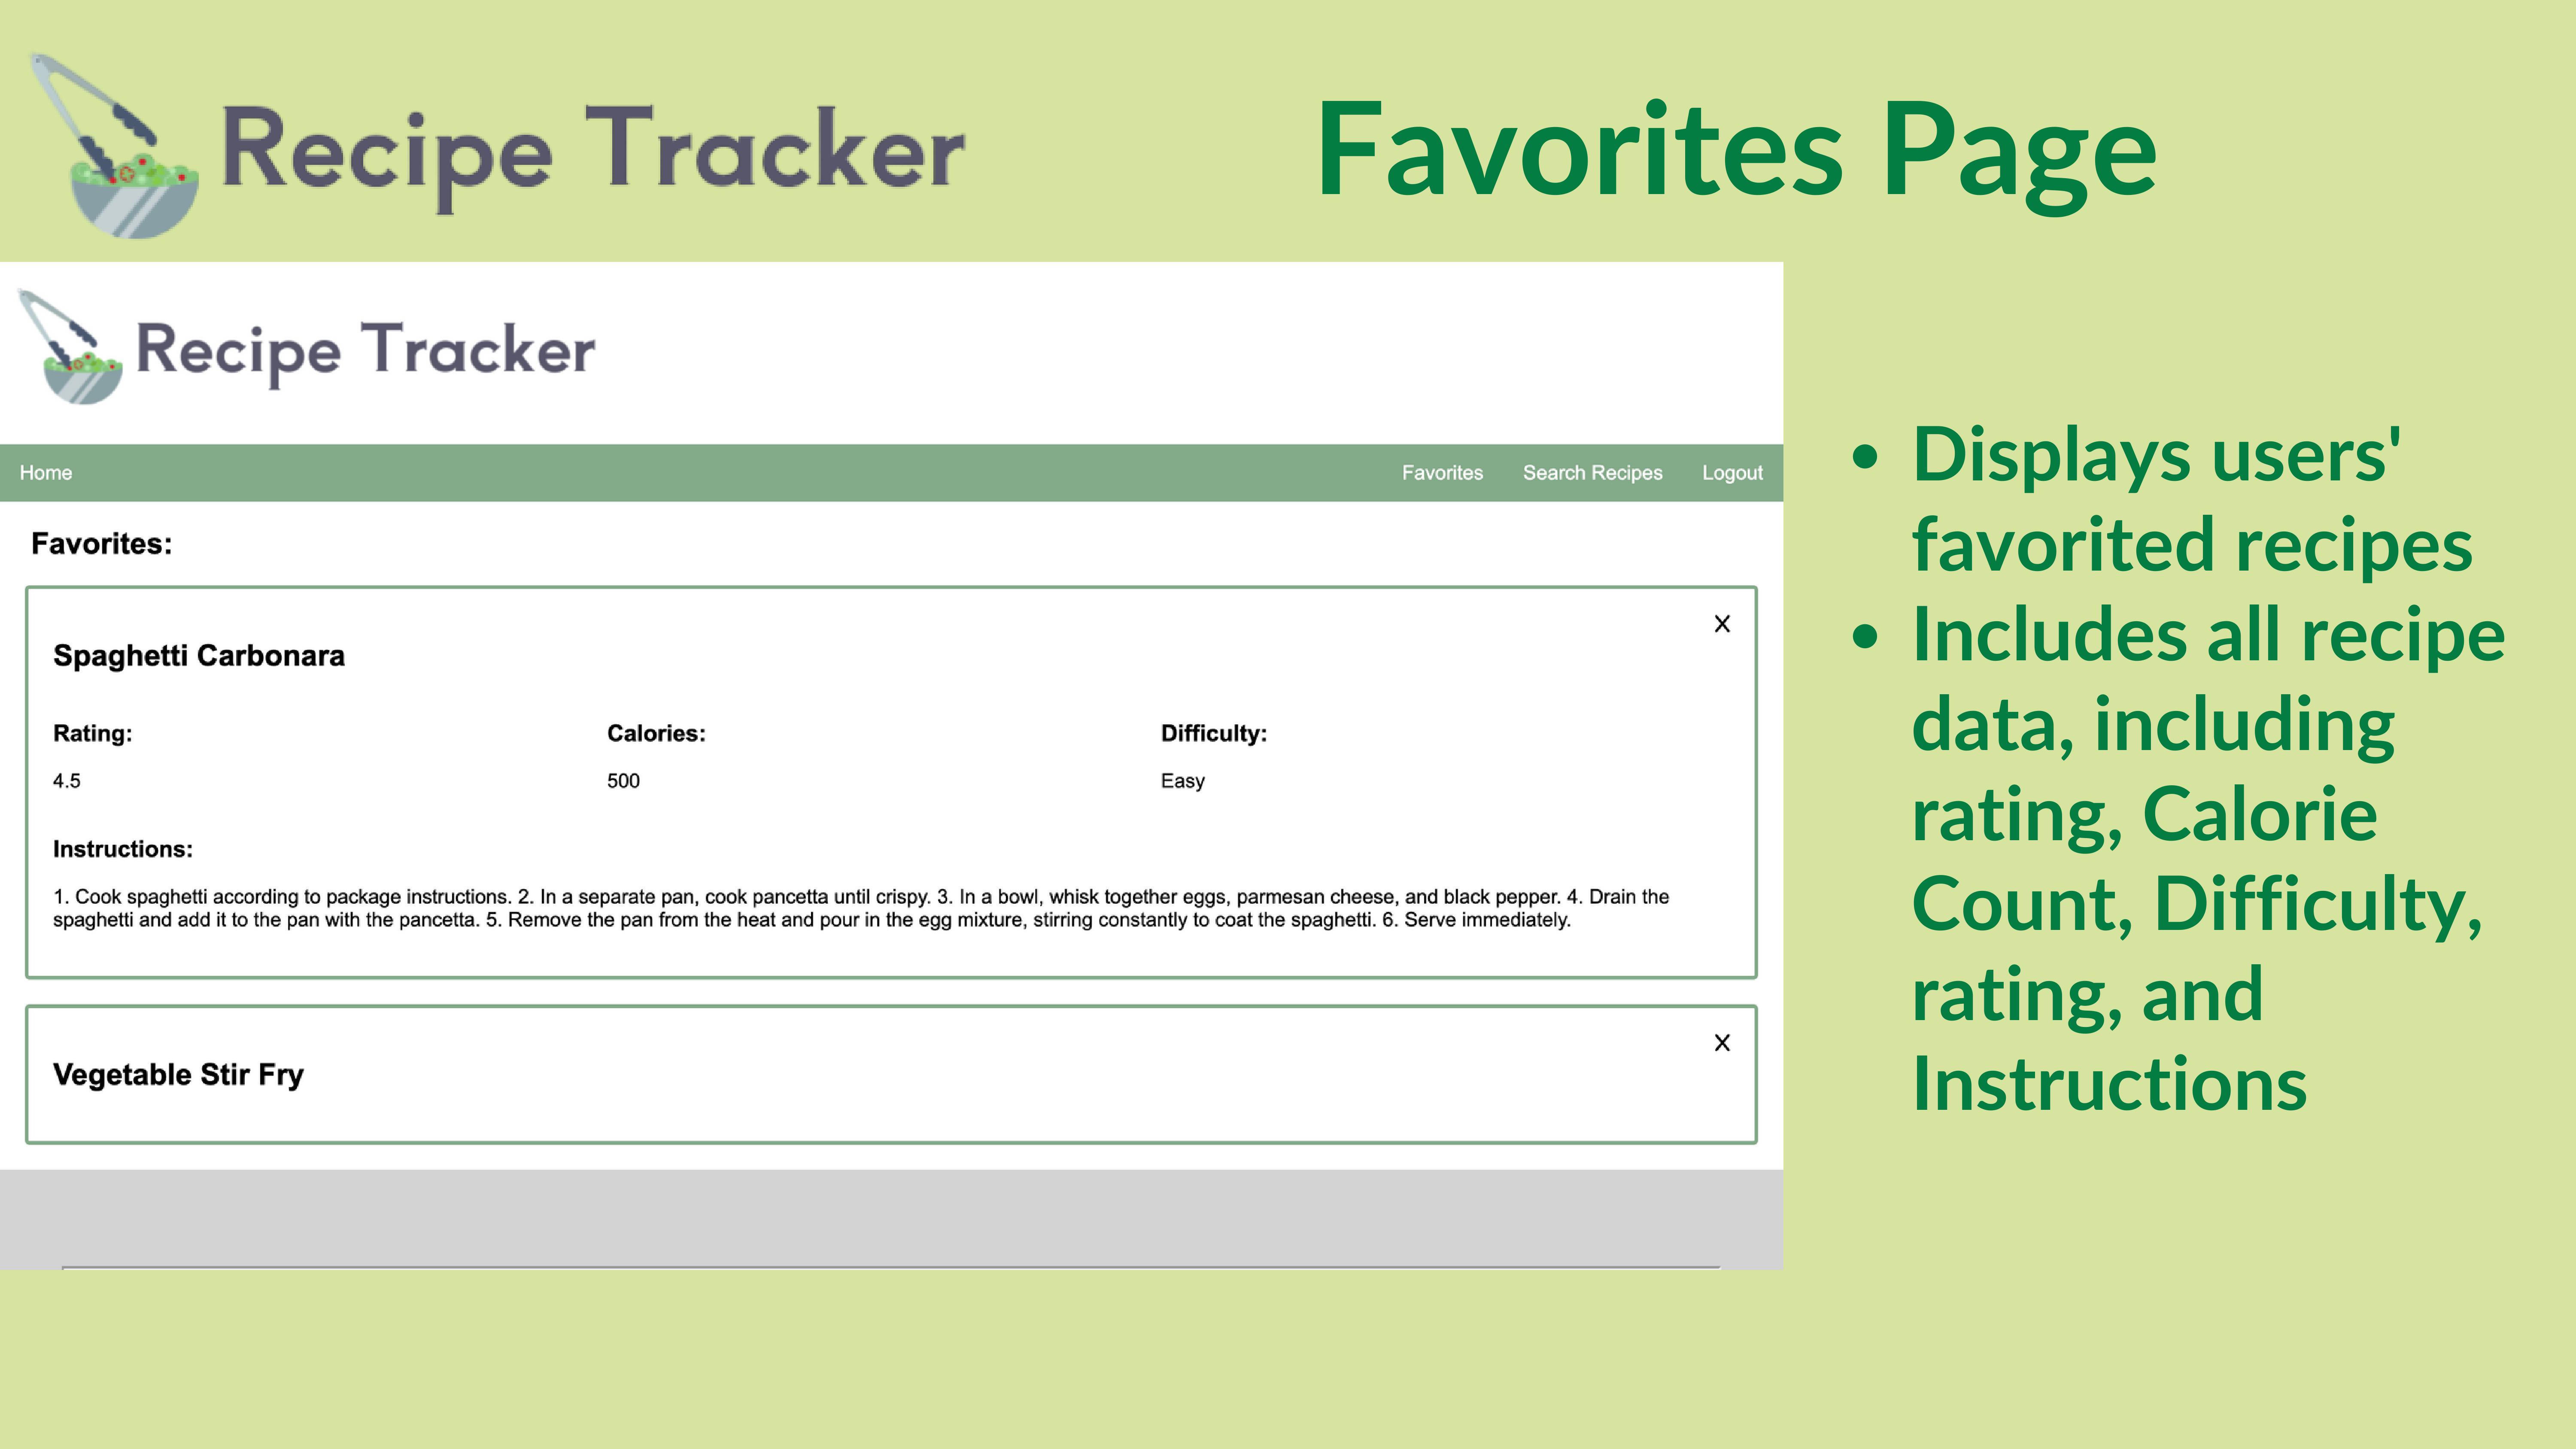 Recipe Tracker
Favorites Page
Recipe Tracker
Home
Favorites
Search Recipes
Logout
Favorites:
X
Spaghetti Carbonara
Rating:
Calories:
Difficulty:
4.5
500
Easy
Instructions:
1. Cook spaghetti according to package instructions. 2. In a separate pan, cook pancetta until crispy. 3. In a bowl, whisk together eggs, parmesan cheese, and black pepper. 4. Drain the
spaghetti and add it to the pan with the pancetta. 5. Remove the pan from the heat and pour in the egg mixture, stirring constantly to coat the spaghetti. 6. Serve immediately.
X
Vegetable Stir Fry
• Displays users'
favorited recipes
• Includes all recipe
data, including
rating, Calorie
Count, Difficulty,
rating, and
Instructions